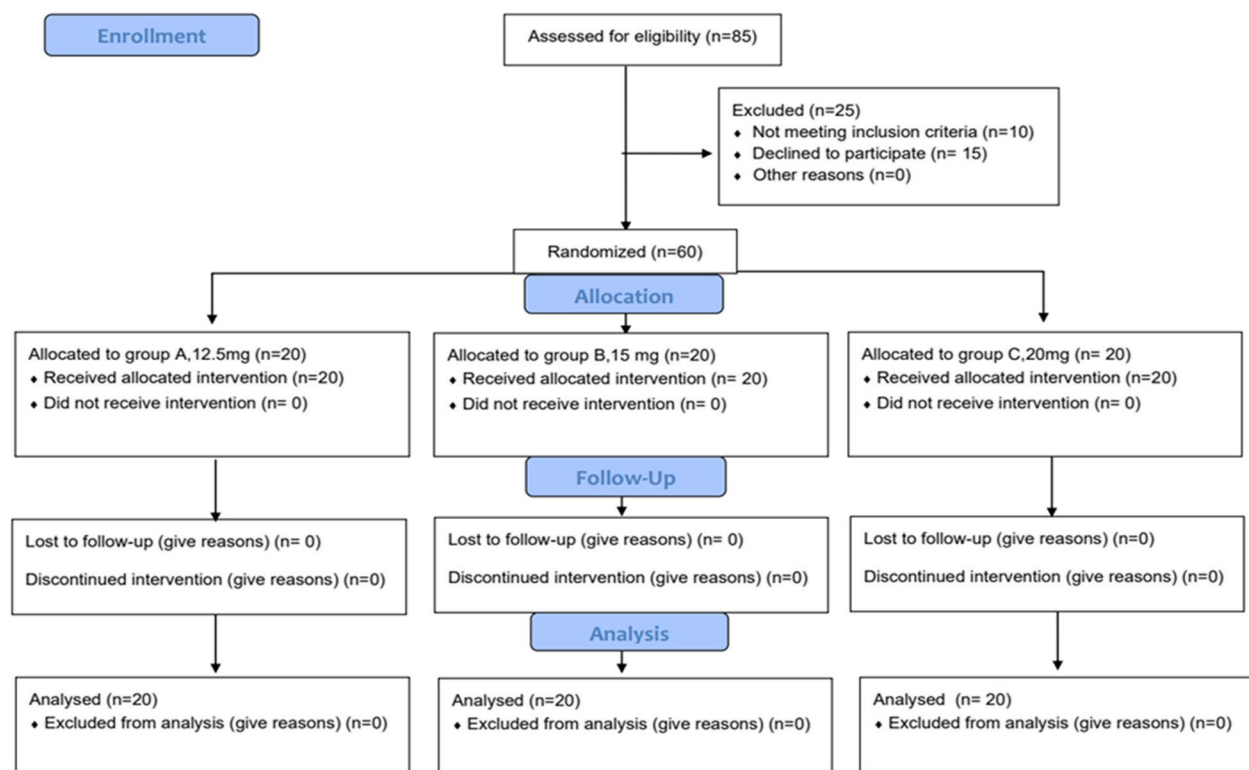 Enrollment
Assessed for eligibility (n=85)
Excluded (n=25)
♦ Not meeting inclusion criteria (n=10)
♦ Declined to participate (n= 15)
♦ Other reasons (n=0)
Randomized (n=60)
Allocation
Allocated to group A,12.5mg (n=20)
♦ Received allocated intervention (n=20)
♦ Did not receive intervention (n= 0)
Allocated to group B,15 mg (n=20)
♦ Received allocated intervention (n= 20)
♦ Did not receive intervention (n= 0)
Allocated to group C,20mg (n= 20)
♦ Received allocated intervention (n=20)
♦ Did not receive intervention (n= 0)
Follow-Up
Lost to follow-up (give reasons) (n= 0)
Discontinued intervention (give reasons) (n=0)
Lost to follow-up (give reasons) (n= 0)
Discontinued intervention (give reasons) (n=0)
Lost to follow-up (give reasons) (n=0)
Discontinued intervention (give reasons) (n=0)
Analysis
Analysed (n=20)
♦ Excluded from analysis (give reasons) (n=0)
Analysed (n=20)
♦ Excluded from analysis (give reasons) (n=0)
Analysed (n= 20)
♦ Excluded from analysis (give reasons) (n=0)